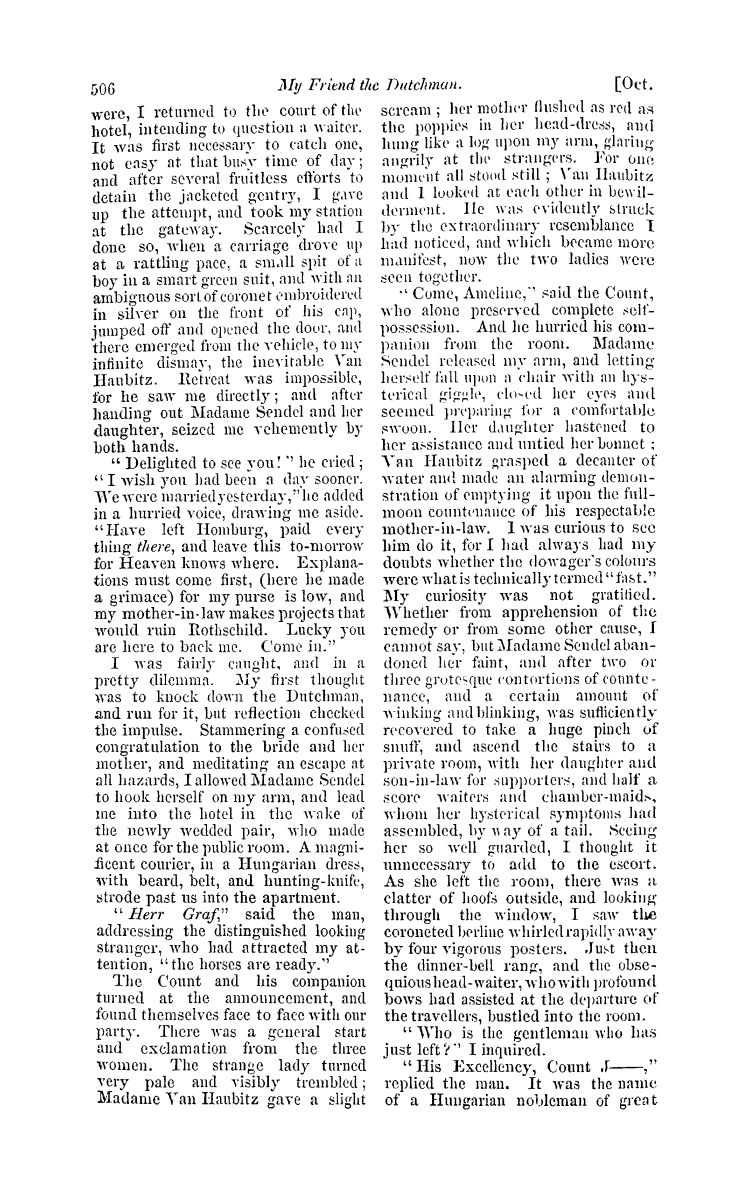 506 My Friend the Dutchman. [Oct.
were, I returned to the court of the
hotel, intending to question a waiter.
It was first necessary to catch one,
not easy at that busy time of day;
and after several fruitless efforts to
detain the jacketed gentry, I gave
up the attempt, and took my station
at the gateway. Scarcely had I
done so, when a carriage drove up
at a rattling pace, a small spit of a
boy in a smart green suit, and with an
ambiguous sort of coronet embroidered
in silver on the front of his cap,
jumped off and opened the door, and
there emerged from the vehicle, to my
infinite dismay, the inevitable Van
Haubitz. Retreat was impossible,
for he saw me directly; and after
handing out Madame Sendel and her
daughter, seized me vehemently by
both hands.
"Delighted to see you!" he cried;
"I wish you had been a day sooner.
We were married yesterday," he added
in a hurried voice, drawing me aside.
"Have left Homburg, paid every
thing there, and leave this to-morrow
for Heaven knows where. Explana-
tions must come first, (here he made
a grimace) for my purse is low, and
my mother-in-law makes projects that
would ruin Rothschild. Lucky you
are here to back me. Come in."
I was fairly caught, and in a
pretty dilemma. My first thought
was to knock down the Dutchman,
and run for it, but reflection checked
the impulse. Stammering a confused
congratulation to the bride and her
mother, and meditating an escape at
all hazards, I allowed Madame Sendel
to hook herself on my arm, and lead
me into the hotel in the wake of
the newly wedded pair, who made
at once for the public room. A magni-
ficent courier, in a Hungarian dress,
with beard, belt, and hunting-knife,
strode past us into the apartment.
"Herr Graf," said the man,
addressing the distinguished looking
stranger, who had attracted my at-
tention, "the horses are ready."
The Count and his companion
turned at the announcement, and
found themselves face to face with our
party. There was a general start
and exclamation from the three
women. The strange lady turned
very pale and visibly trembled;
Madame Van Haubitz gave a slight
scream; her mother flushed as red as
the poppies in her head-dress, and
hung like a log upon my arm, glaring
angrily at the strangers. For one
moment all stood still; Van Haubitz
and I looked at each other in bewil-
derment. He was evidently struck
by the extraordinary resemblance I
had noticed, and which became more
manifest, now the two ladies were
seen together.
"Come, Ameline," said the Count,
who alone preserved complete self-
possession. And he hurried his com-
panion from the room. Madame
Sendel released my arm, and letting
herself fall upon a chair with an hys-
terical giggle, closed her eyes and
seemed preparing for a comfortable
swoon. Her daughter hastened to
her assistance and untied her bonnet;
Van Haubitz grasped a decanter of
water and made an alarming demon-
stration of emptying it upon the full-
moon countenance of his respectable
mother-in-law. I was curious to see
him do it, for I had always had my
doubts whether the dowager's colours
were what is technically termed "fast."
My curiosity was not gratified.
Whether from apprehension of the
remedy or from some other cause, I
cannot say, but Madame Sendel aban-
doned her faint, and after two or
three grotesque contortions of counte-
nance, and a certain amount of
winking and blinking, was sufficiently
recovered to take a huge pinch of
snuff, and ascend the stairs to a
private room, with her daughter and
son-in-law for supporters, and half a
score waiters and chamber-maids,
whom her hysterical symptoms had
assembled, by way of a tail. Seeing
her so well guarded, I thought it
unnecessary to add to the escort.
As she left the room, there was a
clatter of hoofs outside, and looking
through the window, I saw the
coroneted berline whirled rapidly away
by four vigorous posters. Just then
the dinner-bell rang, and the obse-
quious head-waiter, who with profound
bows had assisted at the departure of
the travellers, bustled into the room.
"Who is the gentleman who has
just left?" I inquired.
"His Excellency, Count J——,"
replied the man. It was the name
of a Hungarian nobleman of great